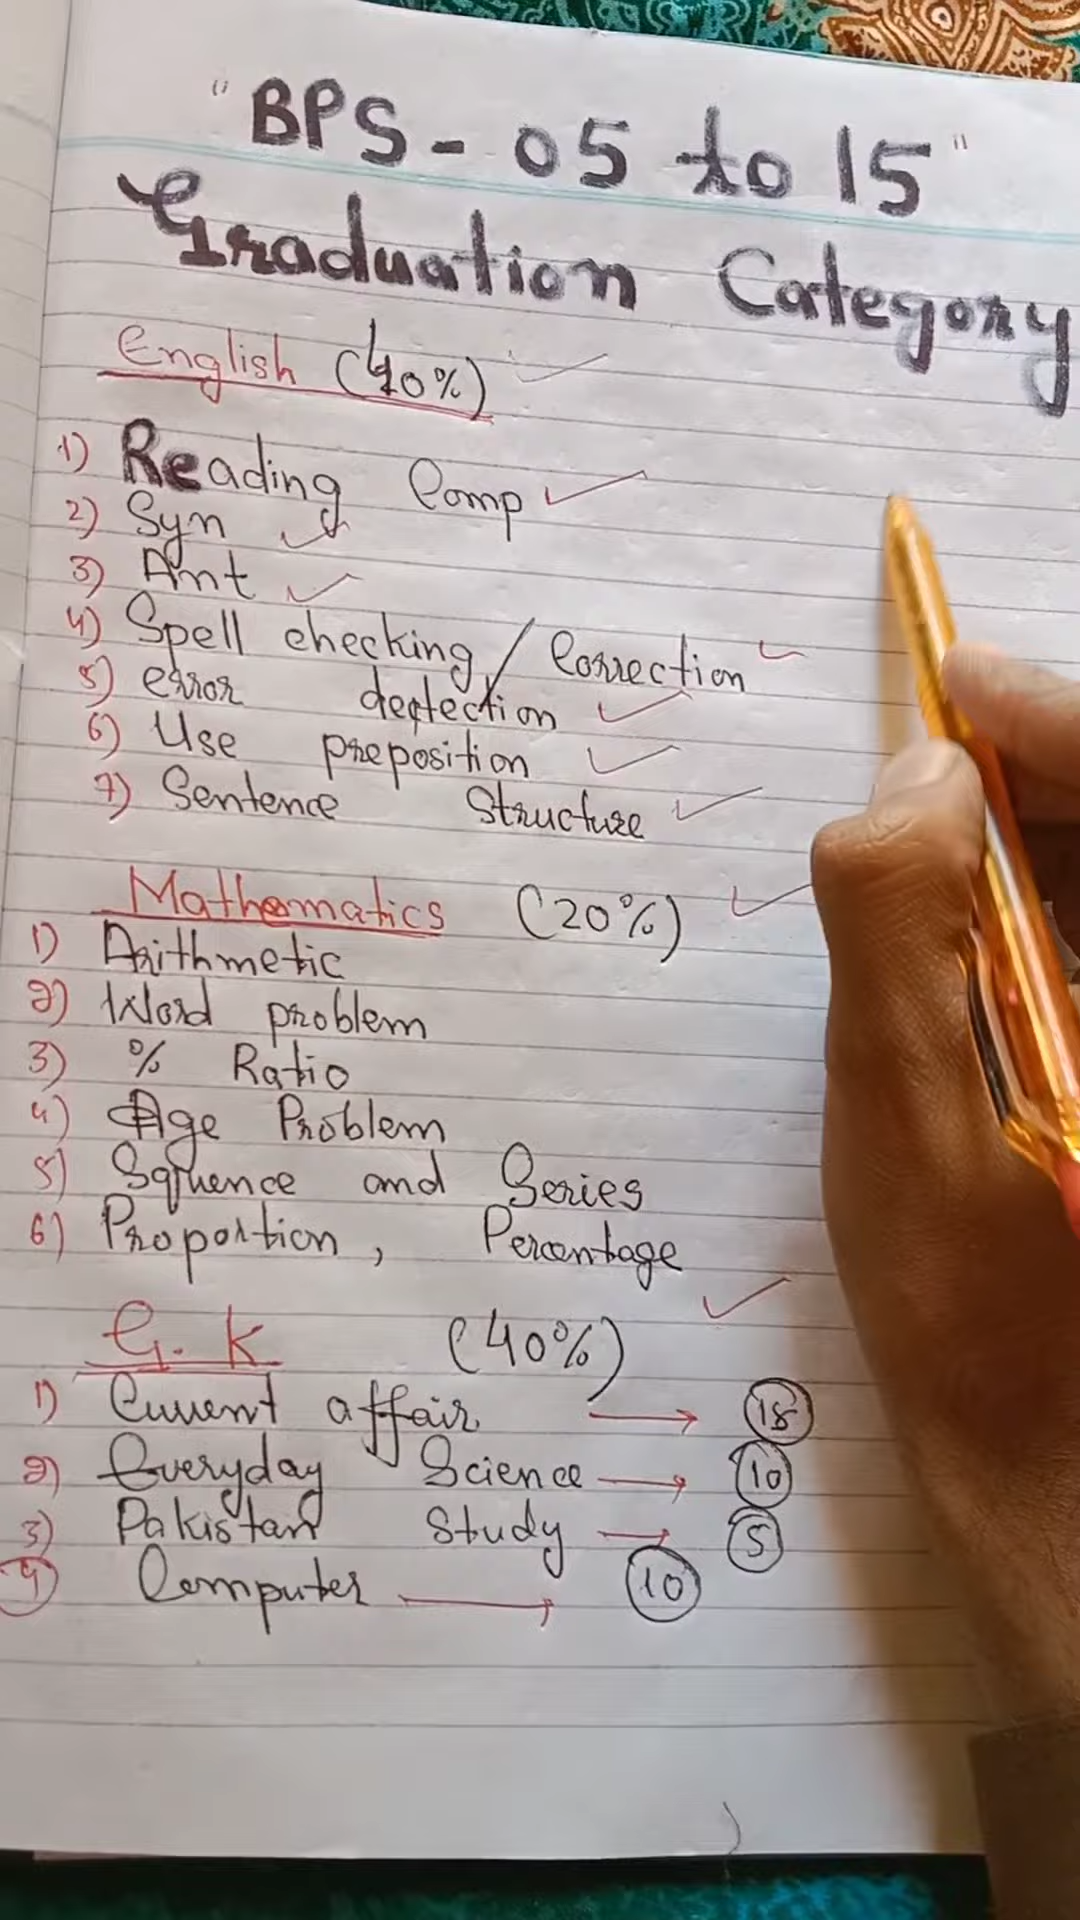 "BPS - 05 to 15"
Graduation Category
English (40%)
1) Reading Comp
2) Syn
3) Ant
4) Spell checking / Correction
5) error detection
6) Use preposition
7) Sentence Structure
Mathematics (20%)
1) Arithmetic
2) Word problem
3) % Ratio
4) Age Problem
5) Sqhence and Series
6) Proportion, Percentage
G.K (40%)
1) Current affair → 15
2) Everyday Science → 10
3) Pakistan Study → 5
4) Computer → 10